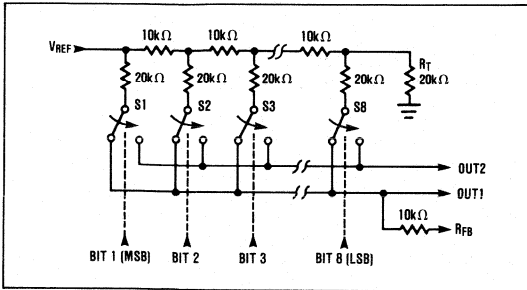 10kΩ 10kΩ 10kΩ
VREF
RT
20kΩ 20kΩ 20kΩ 20kΩ 20kΩ
S1 S2 S3 S8
OUT2
OUT1
10kΩ
RFB
BIT 1 (MSB) BIT 2 BIT 3 BIT 8 (LSB)